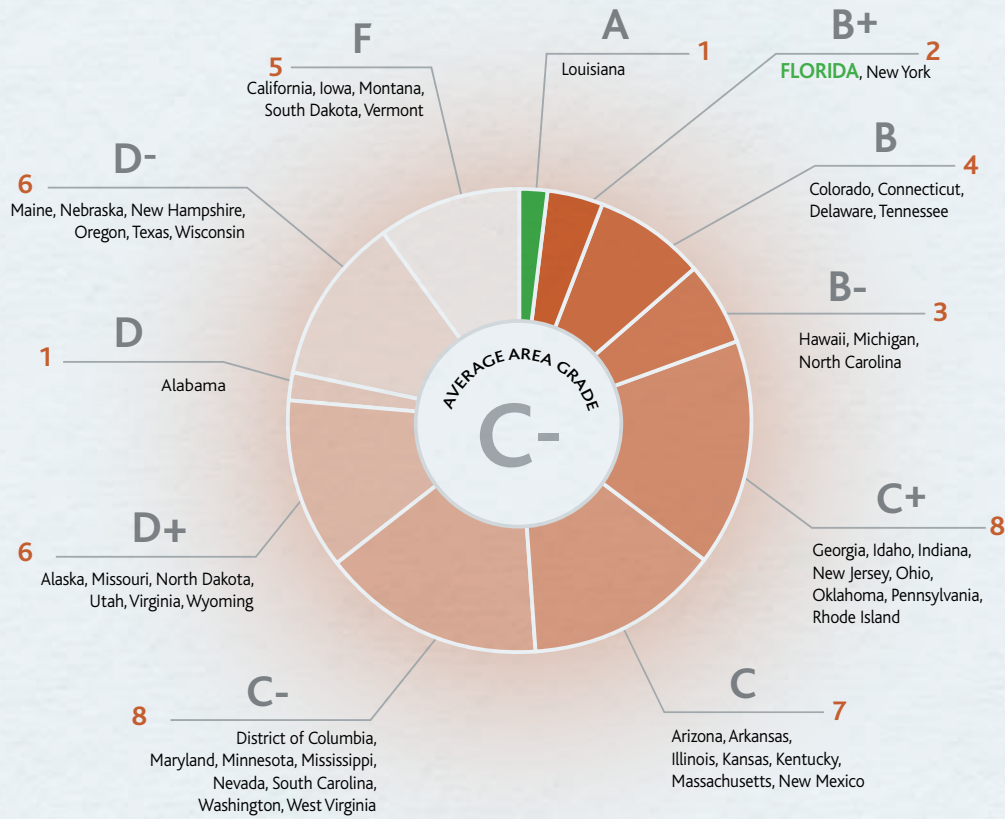 A
1
Louisiana
B+
2
FLORIDA, New York
B
4
Colorado, Connecticut,
Delaware, Tennessee
B-
3
Hawaii, Michigan,
North Carolina
C+
8
Georgia, Idaho, Indiana,
New Jersey, Ohio,
Oklahoma, Pennsylvania,
Rhode Island
C
7
Arizona, Arkansas,
Illinois, Kansas, Kentucky,
Massachusetts, New Mexico
C-
8
District of Columbia,
Maryland, Minnesota, Mississippi,
Nevada, South Carolina,
Washington, West Virginia
D+
6
Alaska, Missouri, North Dakota,
Utah, Virginia, Wyoming
D
1
Alabama
D-
6
Maine, Nebraska, New Hampshire,
Oregon, Texas, Wisconsin
F
5
California, Iowa, Montana,
South Dakota, Vermont
AVERAGE AREA GRADE
C-